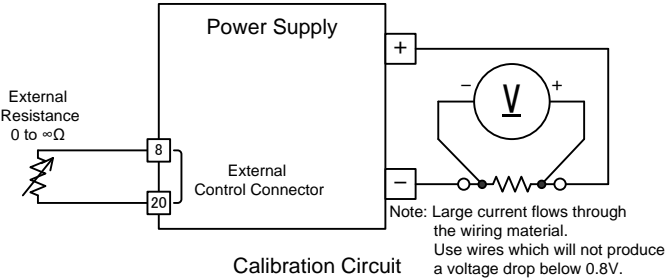 Power Supply
+
External
Resistance
0 to ∞Ω
8
20
External
Control Connector
−
− V +
Note: Large current flows through
the wiring material.
Use wires which will not produce
a voltage drop below 0.8V.
Calibration Circuit